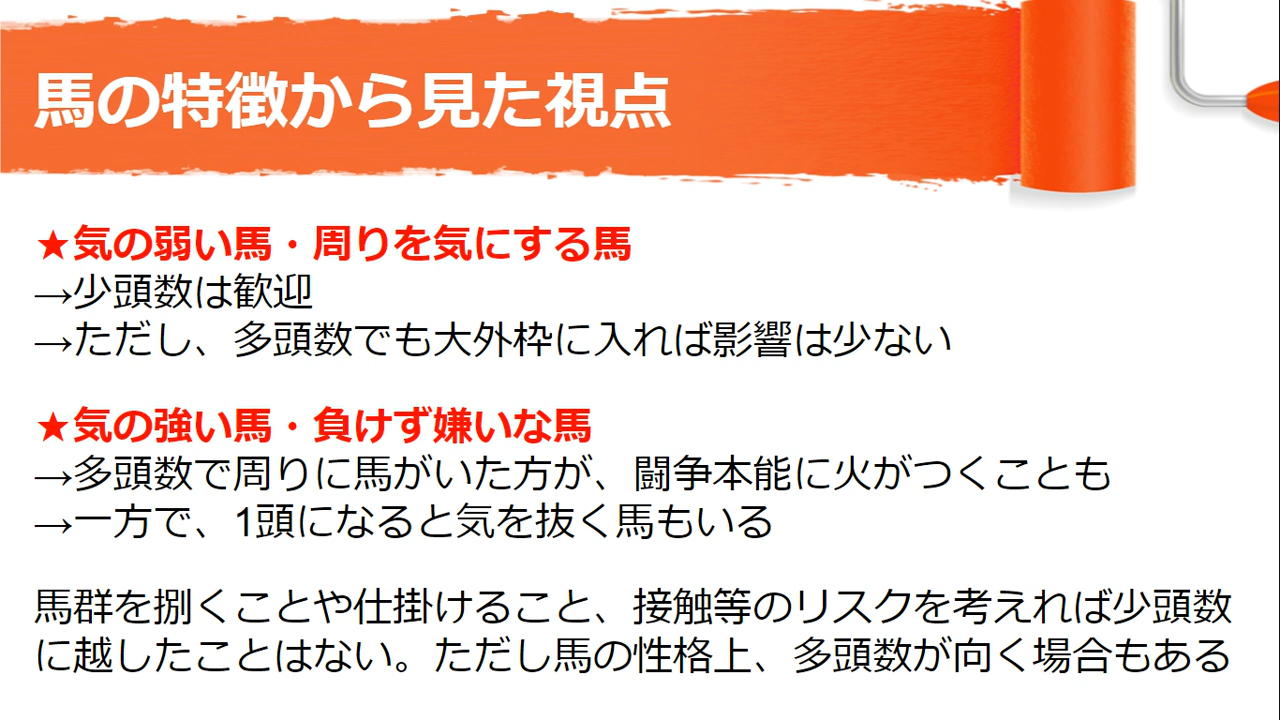 馬の特徴から見た視点
★気の弱い馬・周りを気にする馬
→少頭数は歓迎
→ただし、多頭数でも大外枠に入れば影響は少ない
★気の強い馬・負けず嫌いな馬
→多頭数で周りに馬がいた方が、闘争本能に火がつくことも
→一方で、1頭になると気を抜く馬もいる
馬群を捌くことや仕掛けること、接触等のリスクを考えれば少頭数
に越したことはない。ただし馬の性格上、多頭数が向く場合もある